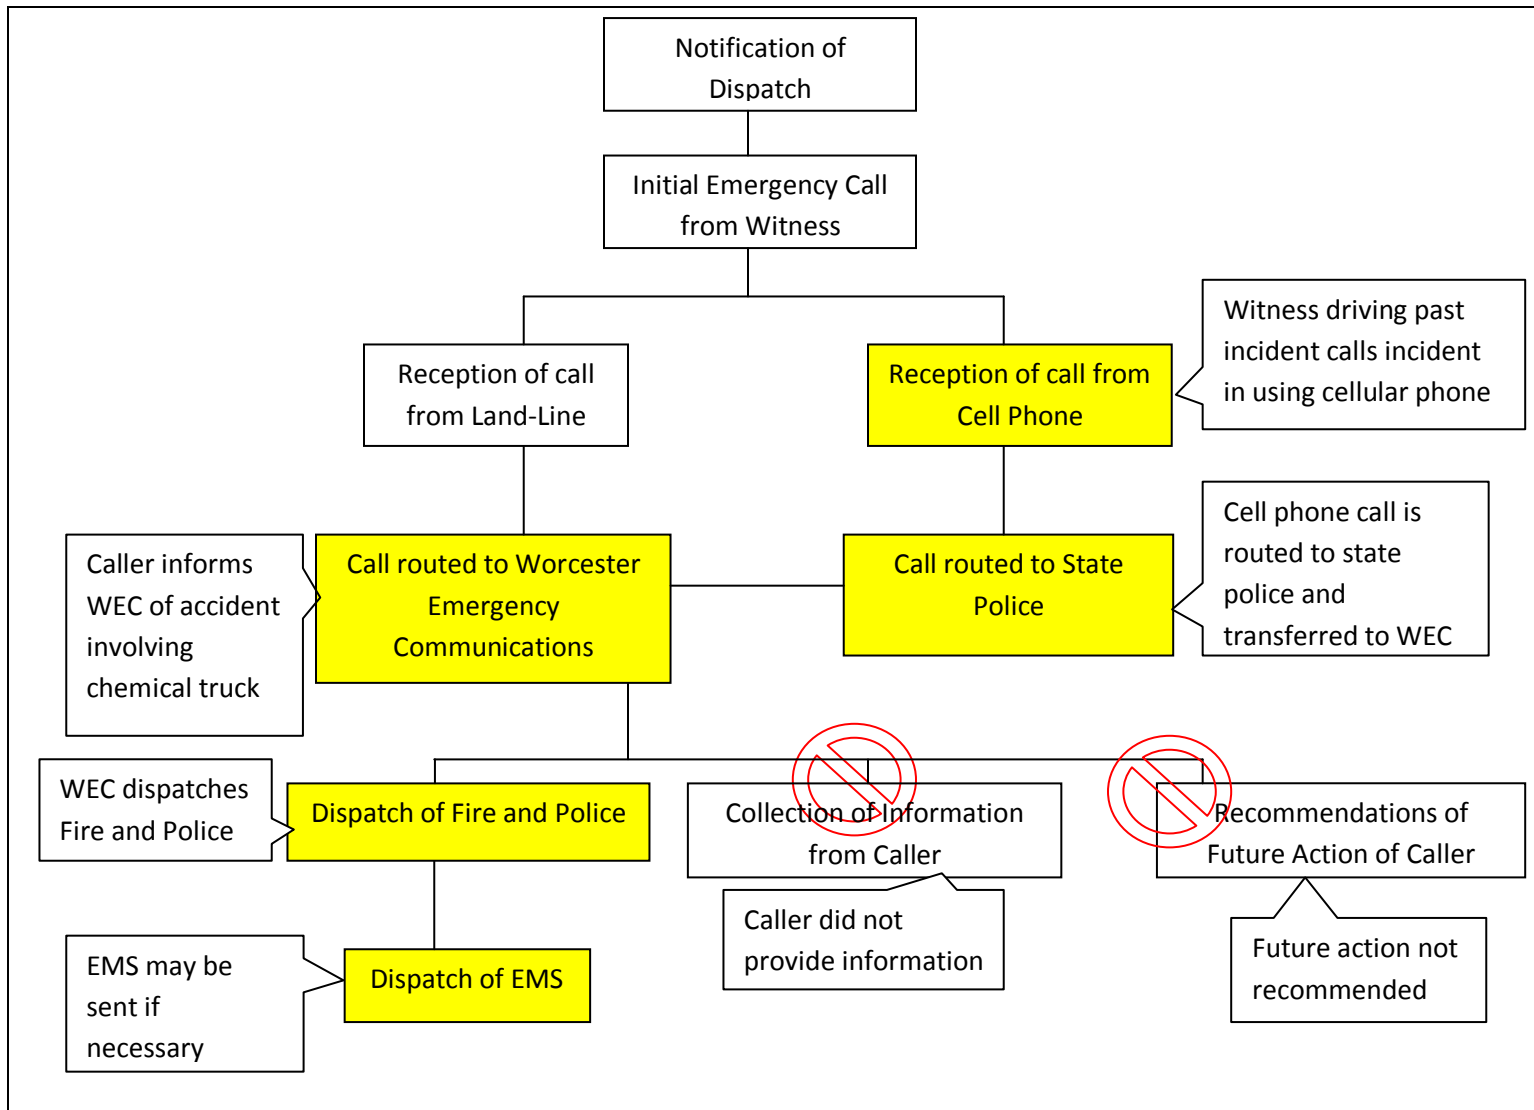 Notification of
Dispatch
Initial Emergency Call
from Witness
Witness driving past
incident calls incident
in using cellular phone
Reception of call
from Land-Line
Reception of call from
Cell Phone
Cell phone call is
routed to state
police and
transferred to WEC
Caller informs
WEC of accident
involving
chemical truck
Call routed to Worcester
Emergency
Communications
Call routed to State
Police
WEC dispatches
Fire and Police
Dispatch of Fire and Police
Collection of Information
from Caller
Recommendations of
Future Action of Caller
Caller did not
provide information
Future action not
recommended
EMS may be
sent if
necessary
Dispatch of EMS